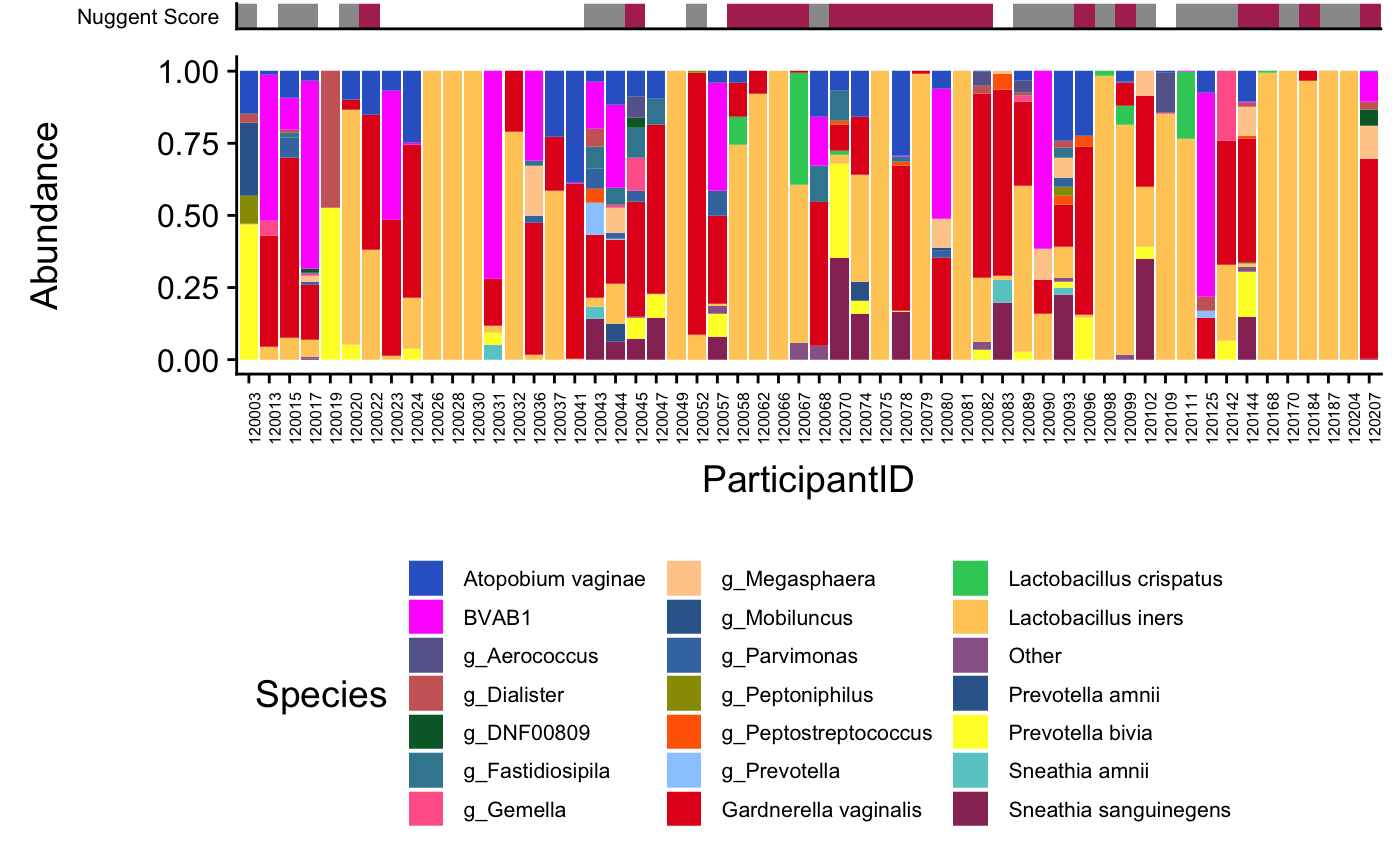 Nuggent Score
Abundance
1.00
0.75
0.50
0.25
0.00
120003 120013 120015 120017 120019 120020 120022 120023 120024 120026 120028 120030 120031 120032 120036 120037 120041 120043 120044 120045 120047 120049 120052 120057 120058 120062 120066 120067 120068 120070 120074 120075 120078 120079 120080 120081 120082 120083 120089 120090 120093 120096 120098 120099 120102 120109 120111 120125 120142 120144 120168 120170 120184 120187 120204 120207
ParticipantID
Species
Atopobium vaginae
BVAB1
g_Aerococcus
g_Dialister
g_DNF00809
g_Fastidiosipila
g_Gemella
g_Megasphaera
g_Mobiluncus
g_Parvimonas
g_Peptoniphilus
g_Peptostreptococcus
g_Prevotella
Gardnerella vaginalis
Lactobacillus crispatus
Lactobacillus iners
Other
Prevotella amnii
Prevotella bivia
Sneathia amnii
Sneathia sanguinegens